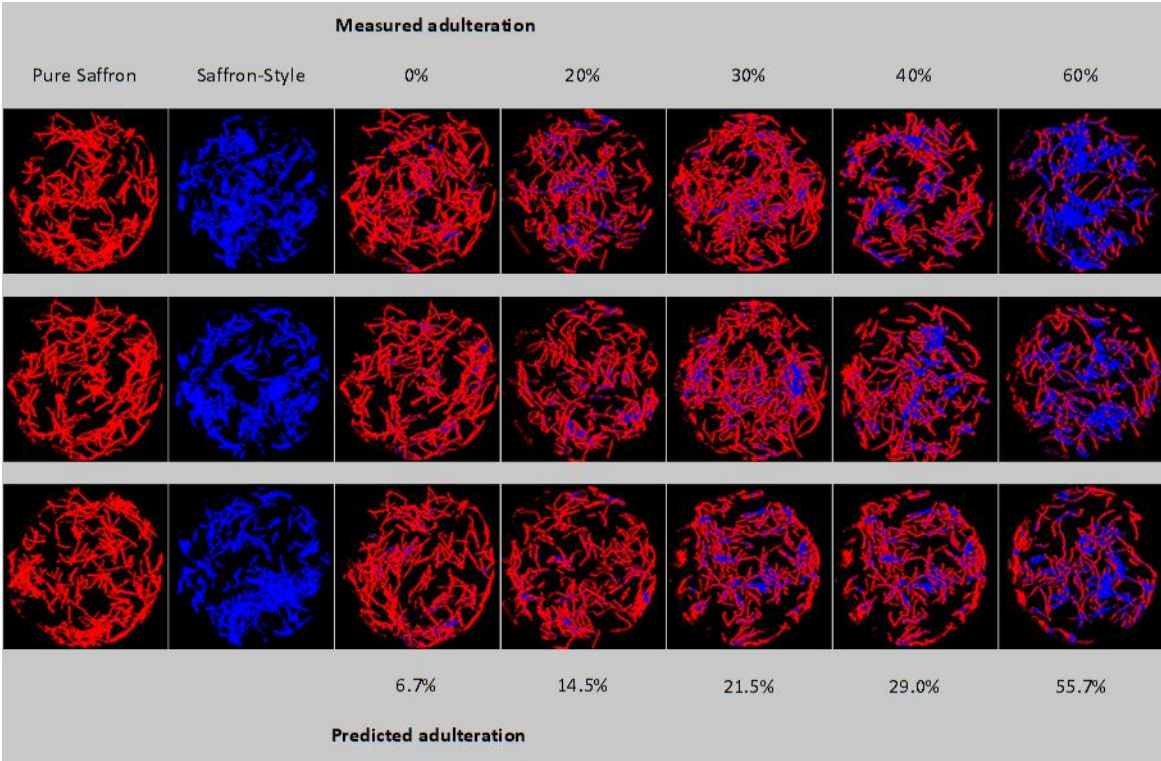 Measured adulteration
Pure Saffron Saffron-Style 0% 20% 30% 40% 60%
6.7% 14.5% 21.5% 29.0% 55.7%
Predicted adulteration